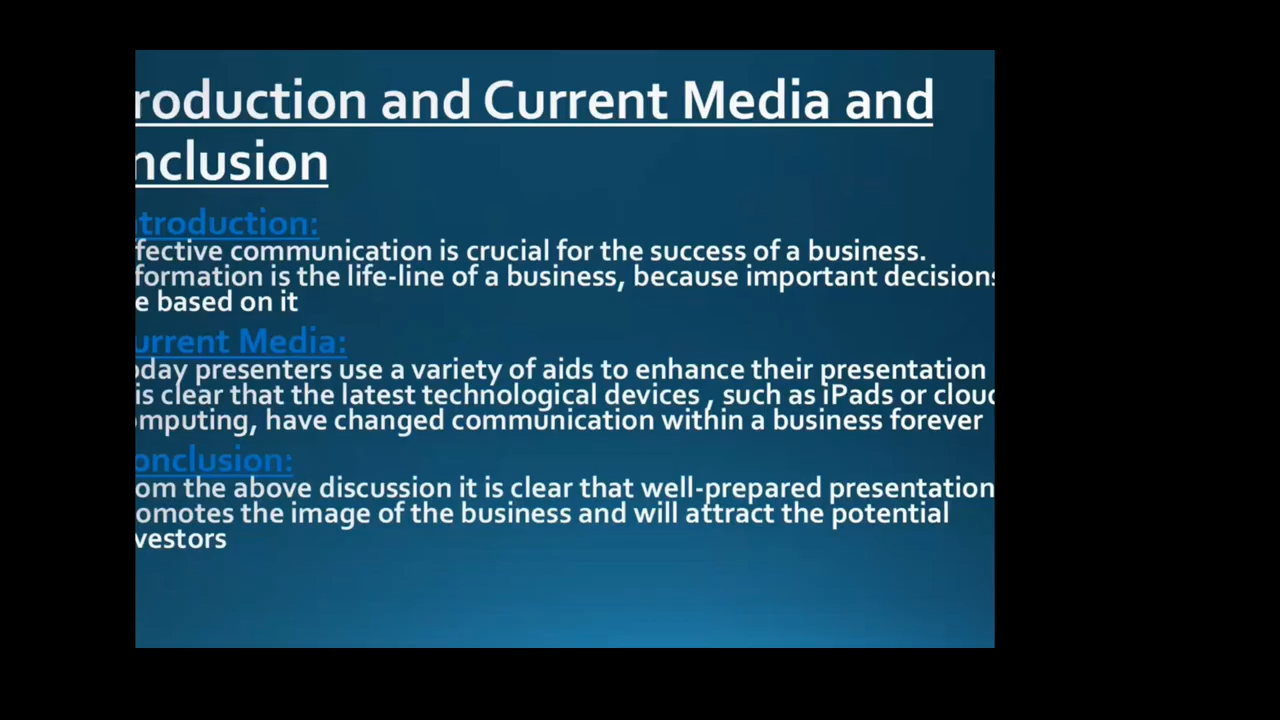 roduction and Current Media and
nclusion
troduction:
ffective communication is crucial for the success of a business.
formation is the life-line of a business, because important decisions
e based on it
urrent Media:
oday presenters use a variety of aids to enhance their presentation
is clear that the latest technological devices , such as iPads or cloud
omputing, have changed communication within a business forever
onclusion:
om the above discussion it is clear that well-prepared presentation
omotes the image of the business and will attract the potential
vestors